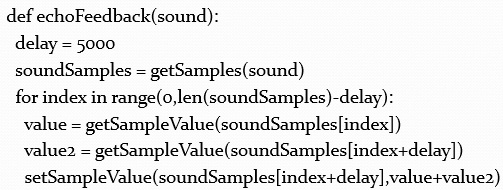 def echoFeedback(sound):
  delay = 5000
  soundSamples = getSamples(sound)
  for index in range(0,len(soundSamples)-delay):
    value = getSampleValue(soundSamples[index])
    value2 = getSampleValue(soundSamples[index+delay])
    setSampleValue(soundSamples[index+delay],value+value2)